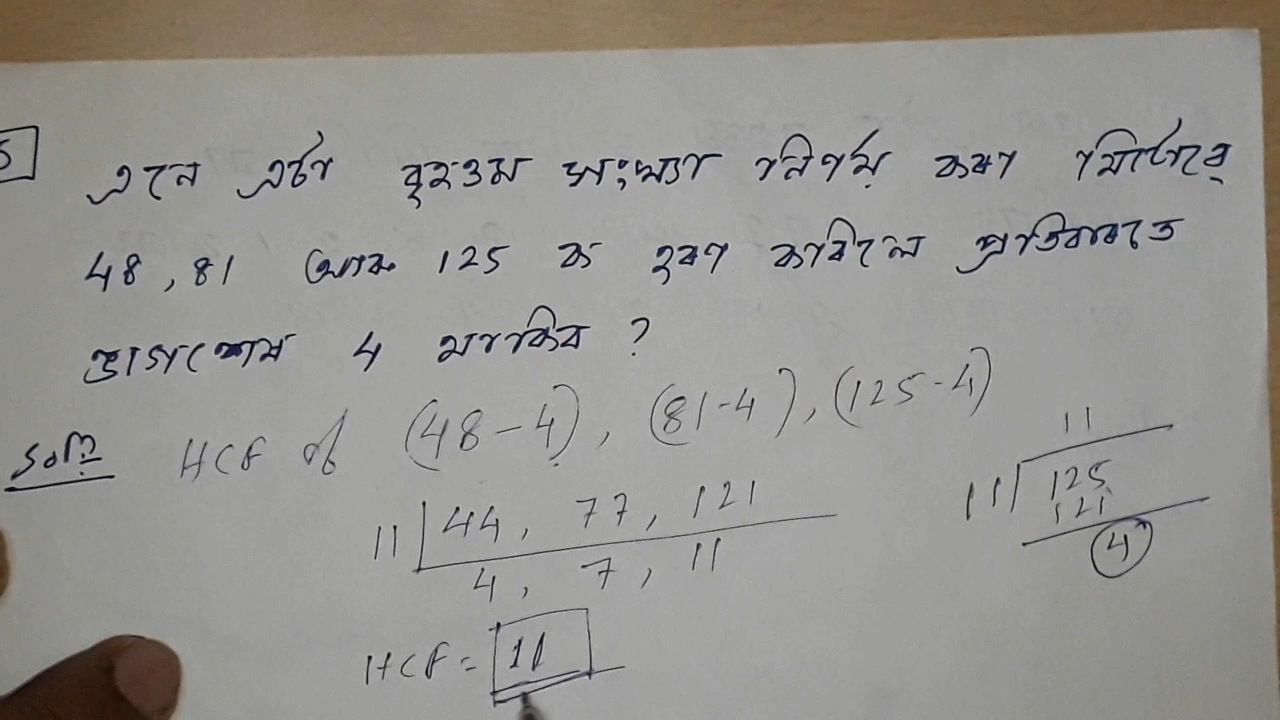 5
এনে এটা বৃহত্তম সংখ্যা নিৰ্ণয় কৰা যিটোৱে
48, 81 আৰু 125 ক হৰণ কৰিলে প্ৰতিবাৰতে
ভাগশেষ 4 থাকিব ?
Solⁿ HCF of (48-4), (81-4), (125-4)
11
11 125
11 44, 77, 121
121
4, 7, 11
4
HCF = 11